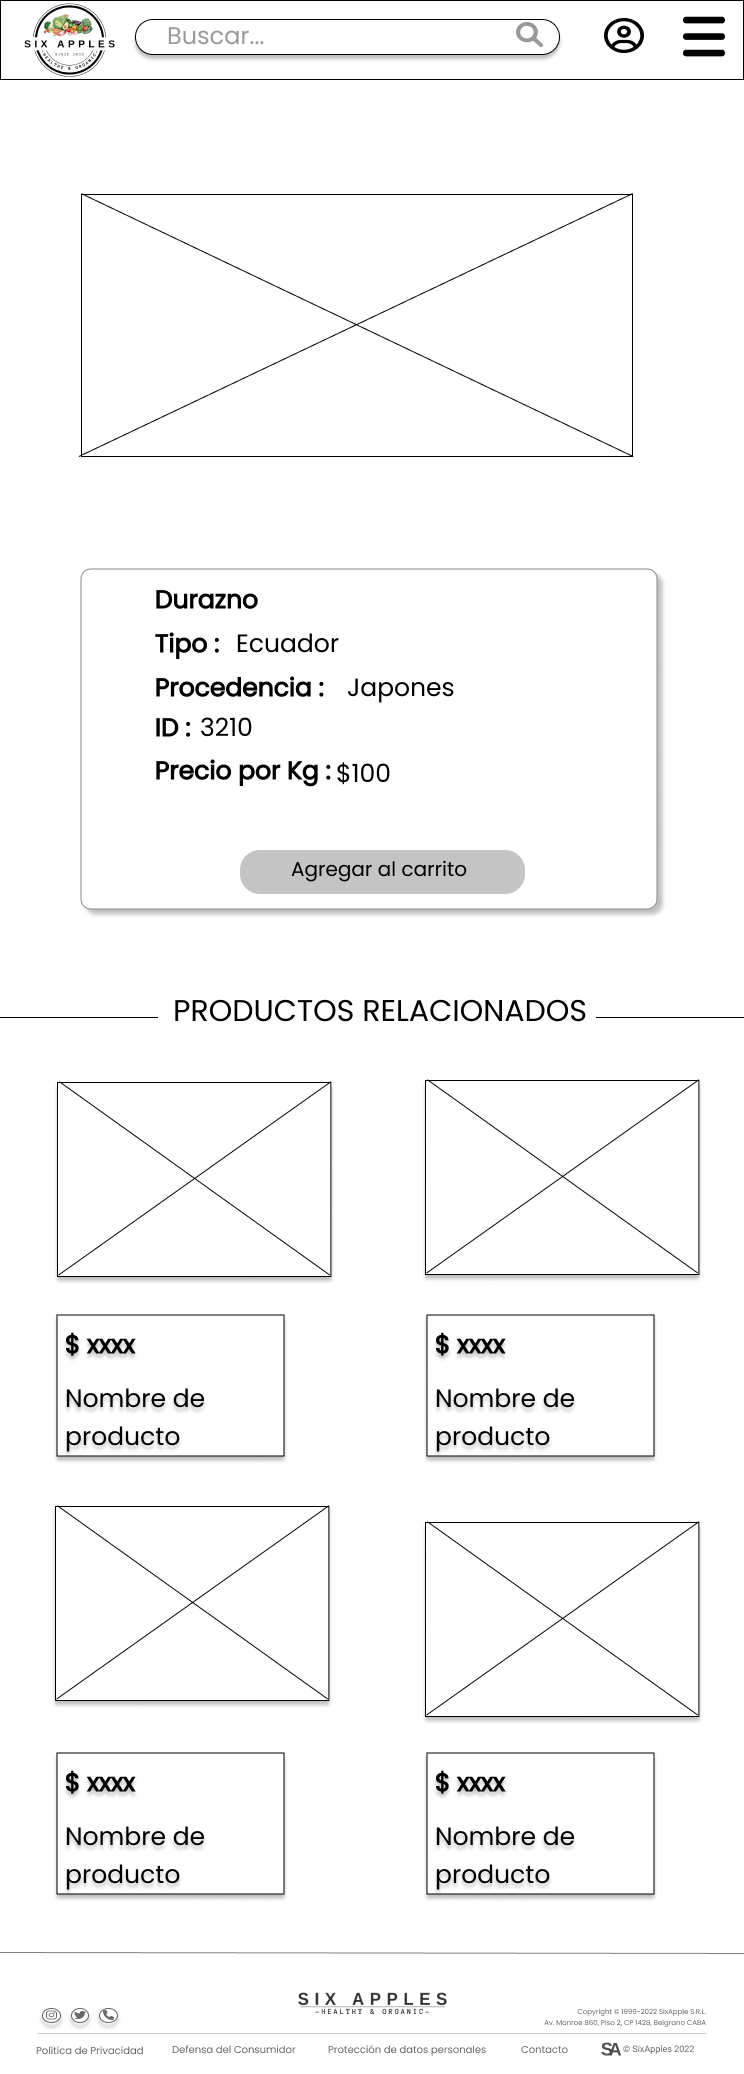 SIX APPLES
SINCE 2022
HEALTHY & ORGANIC
Buscar...
Durazno
Tipo : Ecuador
Procedencia : Japones
ID : 3210
Precio por Kg : $100
Agregar al carrito
PRODUCTOS RELACIONADOS
$ xxxx
Nombre de
producto
$ xxxx
Nombre de
producto
$ xxxx
Nombre de
producto
$ xxxx
Nombre de
producto
SIX APPLES
–HEALTHY & ORGANIC–
Copyright © 1999-2022 SixApple S.R.L.
Av. Monroe 860, Piso 2, CP 1428, Belgrano CABA
Politica de Privacidad
Defensa del Consumidor
Protección de datos personales
Contacto
SA © SixApples 2022